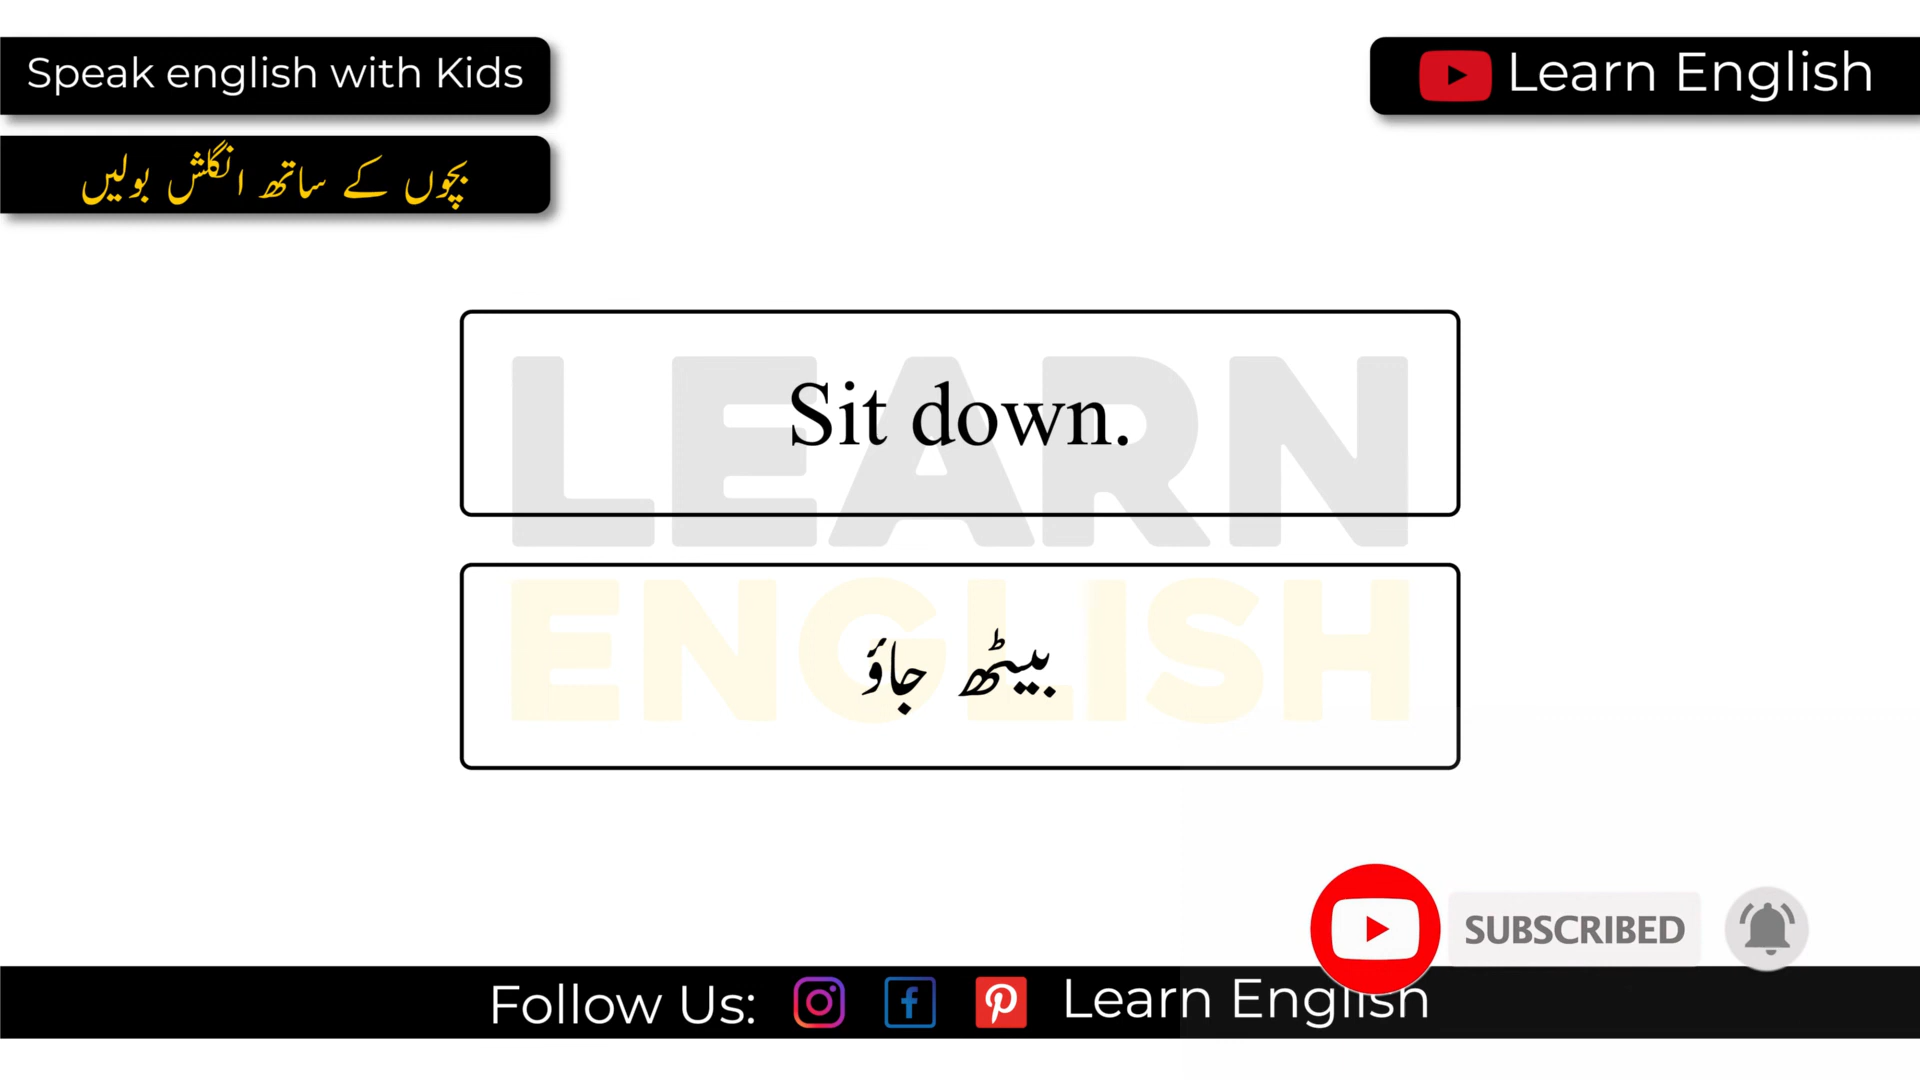 Speak english with Kids
Learn English
بچوں کے ساتھ انگلش بولیں
LEARN
Sit down.
ENGLISH
بیٹھ جاؤ
SUBSCRIBED
Follow Us: Learn English